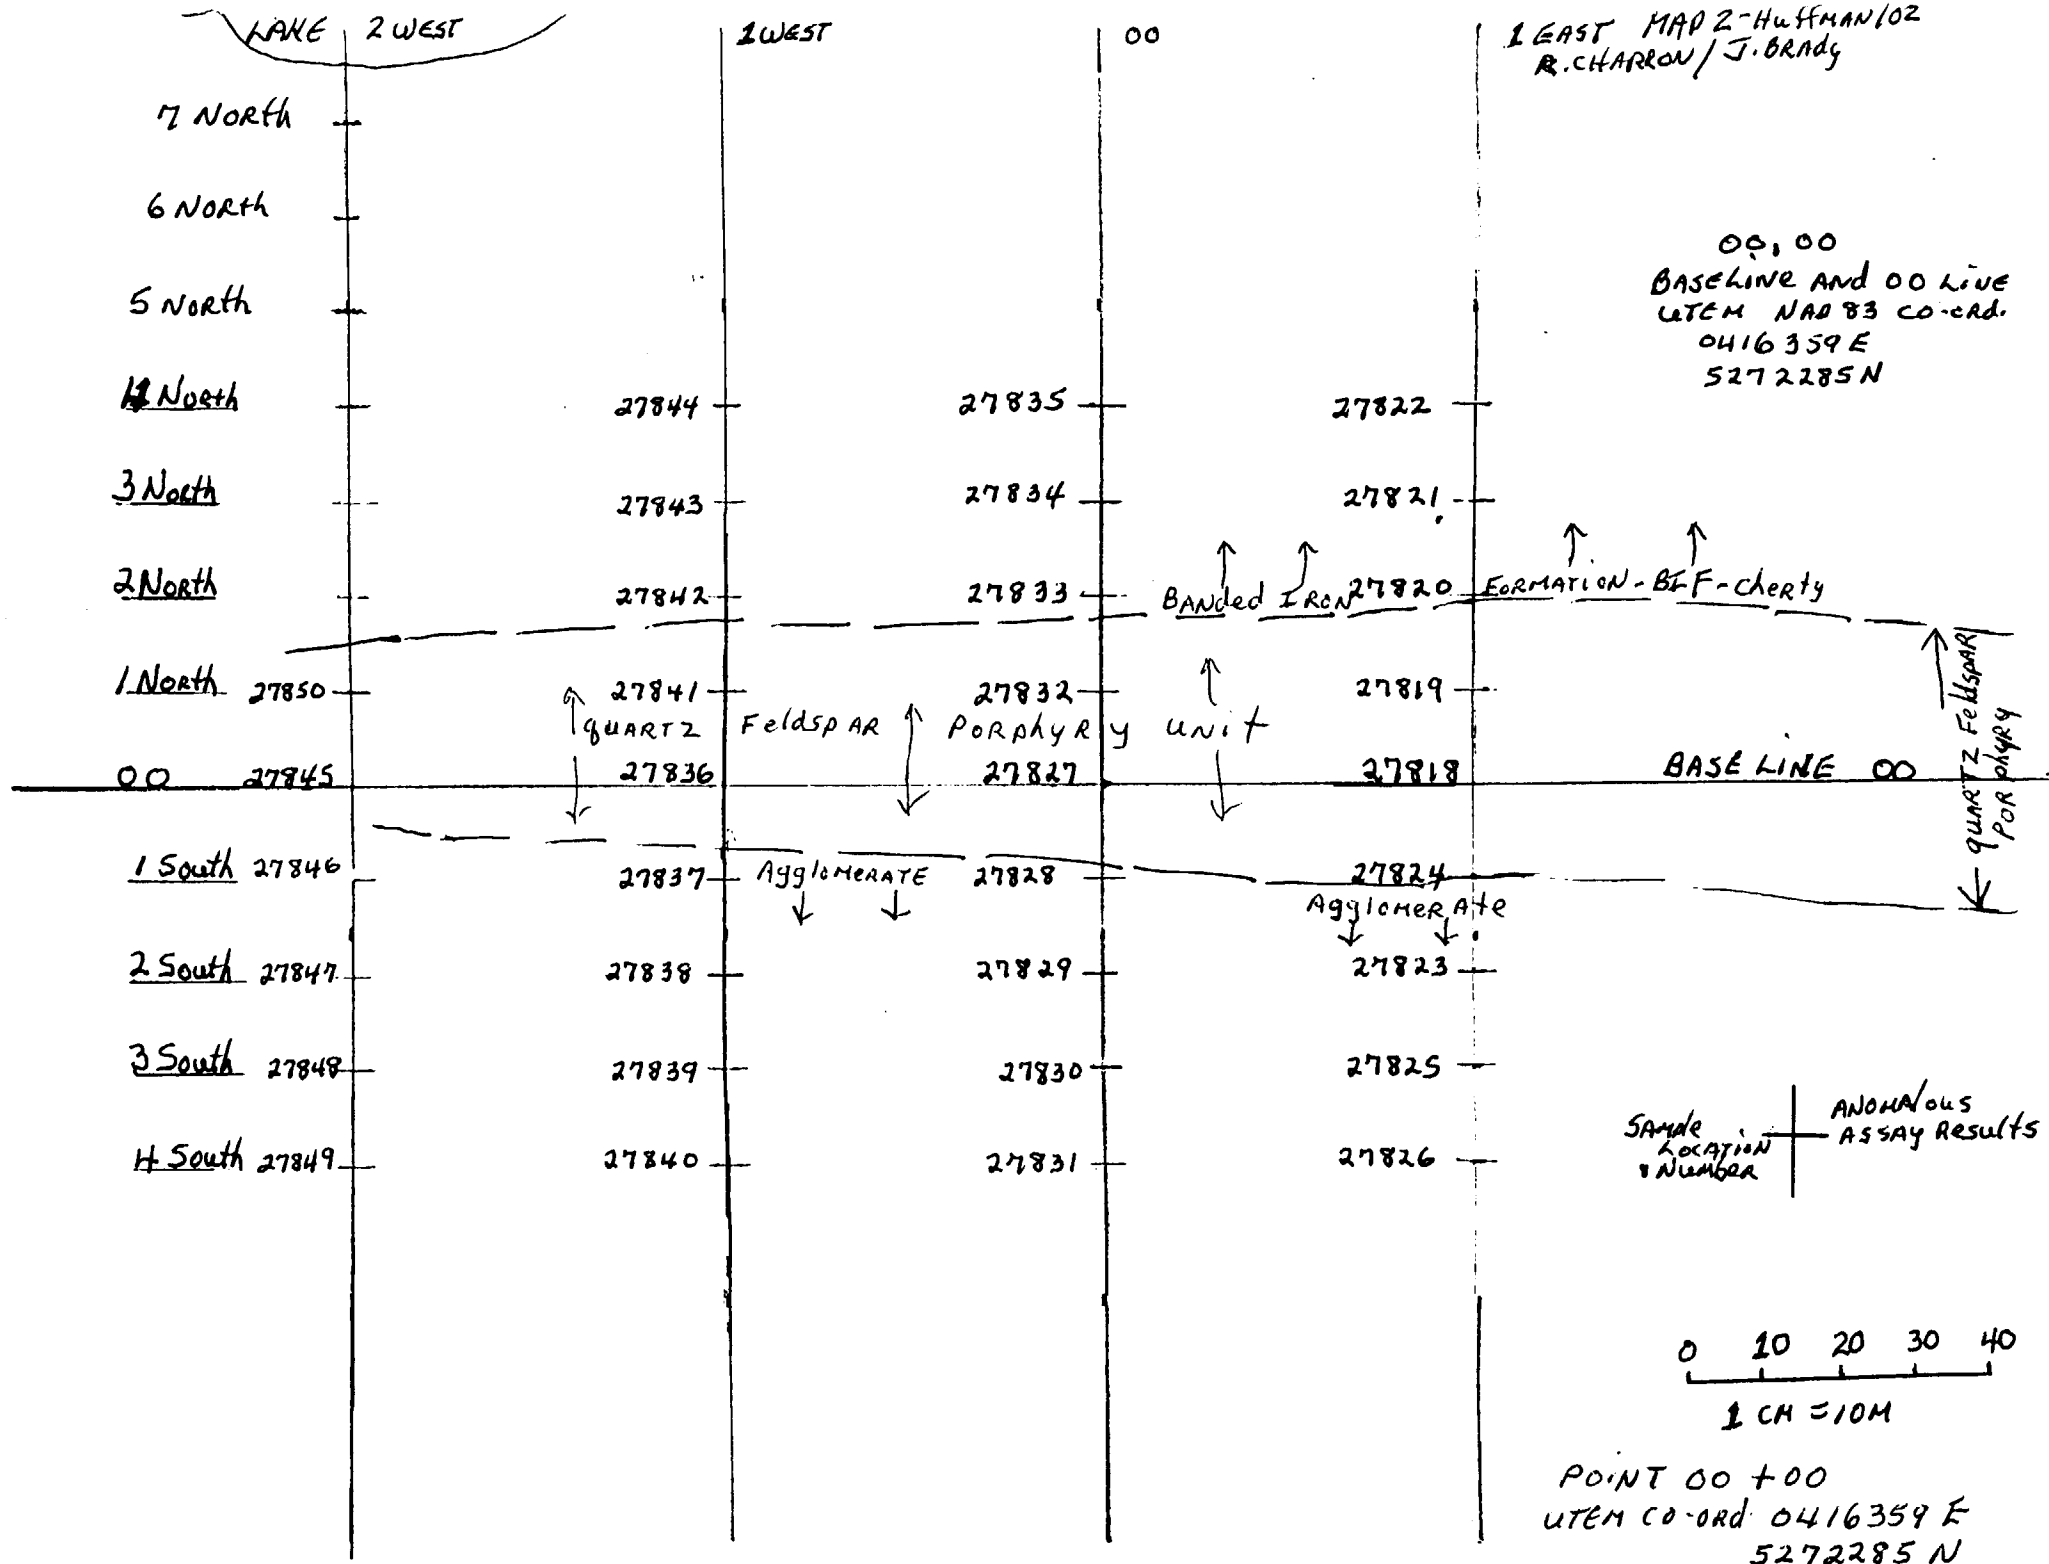 LAKE 2 WEST 1 WEST 00 1 EAST MAP 2-HUFFMAN/02
R. CHARRON / J. BRADY
7 NORTH
6 NORTH
00,00
BASELINE AND 00 LINE
5 NORTH
UTEM NAD 83 CO-ORD.
0416359 E
5272285 N
4 North 27844 27835 27822
3 North 27843 27834 27821
2 North 27842 27833 27820
BANDED IRON FORMATION - BIF - CHERTY
1 North 27850 27841 27832 27819
QUARTZ FELDSPAR PORPHYRY UNIT
QUARTZ FELDSPAR
PORPHYRY
00 27845 27836 27827 27818 BASE LINE 00
1 South 27846 27837 AgglOMERATE 27828 27824
AgglOMERATE
2 South 27847 27838 27829 27823
3 South 27848 27839 27830 27825
SAMPLE
LOCATION
& NUMBER
ANOMALOUS
ASSAY RESULTS
4 South 27849 27840 27831 27826
0 10 20 30 40
1 CM = 10M
POINT 00 + 00
UTEM CO-ORD 0416359 E
5272285 N